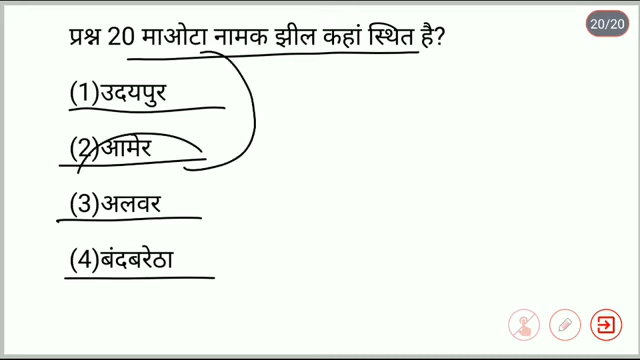 20/20
प्रश्न 20 माओटा नामक झील कहां स्थित है?
(1)उदयपुर
(2)आमेर
(3)अलवर
(4)बंदबरेठा